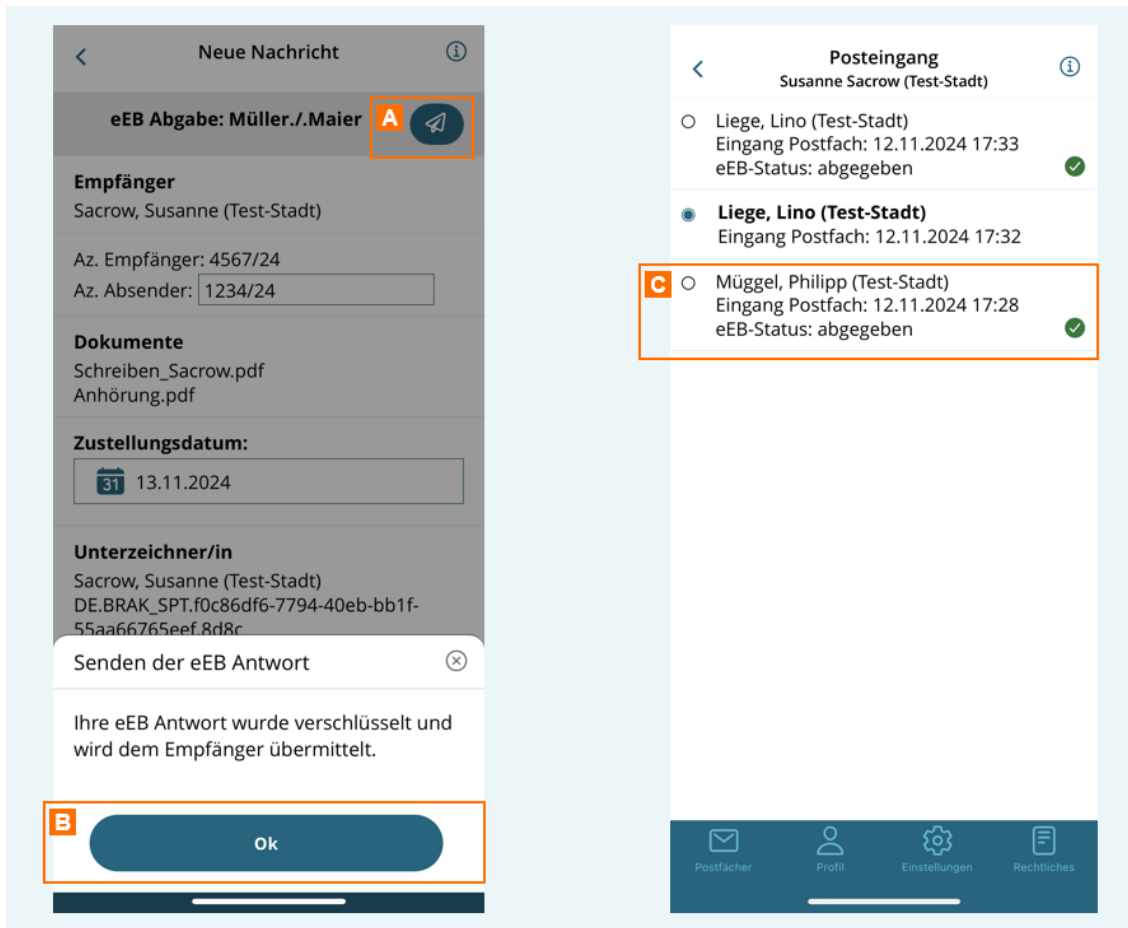 Neue Nachricht
eEB Abgabe: Müller./.Maier
A
Empfänger
Sacrow, Susanne (Test-Stadt)
Az. Empfänger: 4567/24
Az. Absender: 1234/24
Dokumente
Schreiben_Sacrow.pdf
Anhörung.pdf
Zustellungsdatum:
31 13.11.2024
Unterzeichner/in
Sacrow, Susanne (Test-Stadt)
DE.BRAK_SPT.f0c86df6-7794-40eb-bb1f-
55aa66765eef.8d8c
Senden der eEB Antwort
Ihre eEB Antwort wurde verschlüsselt und
wird dem Empfänger übermittelt.
B
Ok
Posteingang
Susanne Sacrow (Test-Stadt)
Liege, Lino (Test-Stadt)
Eingang Postfach: 12.11.2024 17:33
eEB-Status: abgegeben
Liege, Lino (Test-Stadt)
Eingang Postfach: 12.11.2024 17:32
C
Müggel, Philipp (Test-Stadt)
Eingang Postfach: 12.11.2024 17:28
eEB-Status: abgegeben
Postfächer
Profil
Einstellungen
Rechtliches